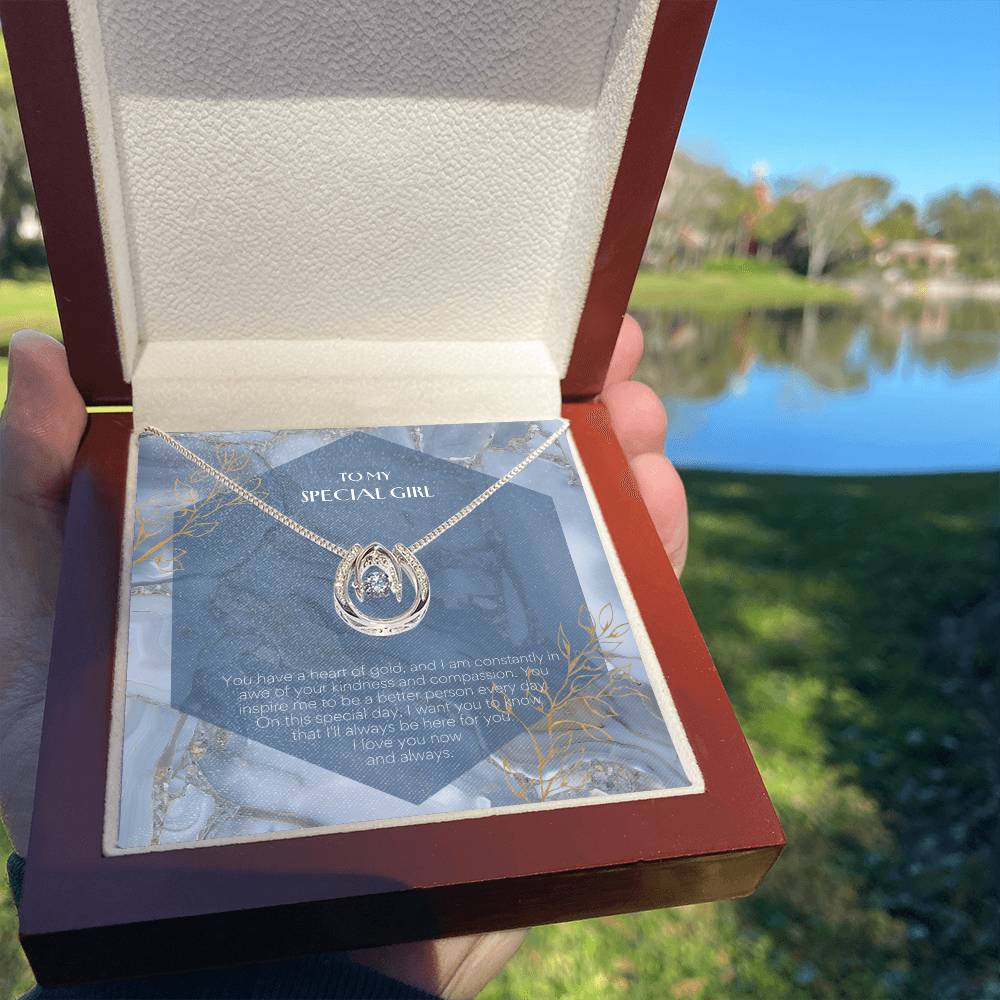 TO MY
SPECIAL GIRL
You have a heart of gold, and I am constantly in
awe of your kindness and compassion. You
inspire me to be a better person every day.
On this special day, I want you to know
that I'll always be here for you.
I love you now
and always.